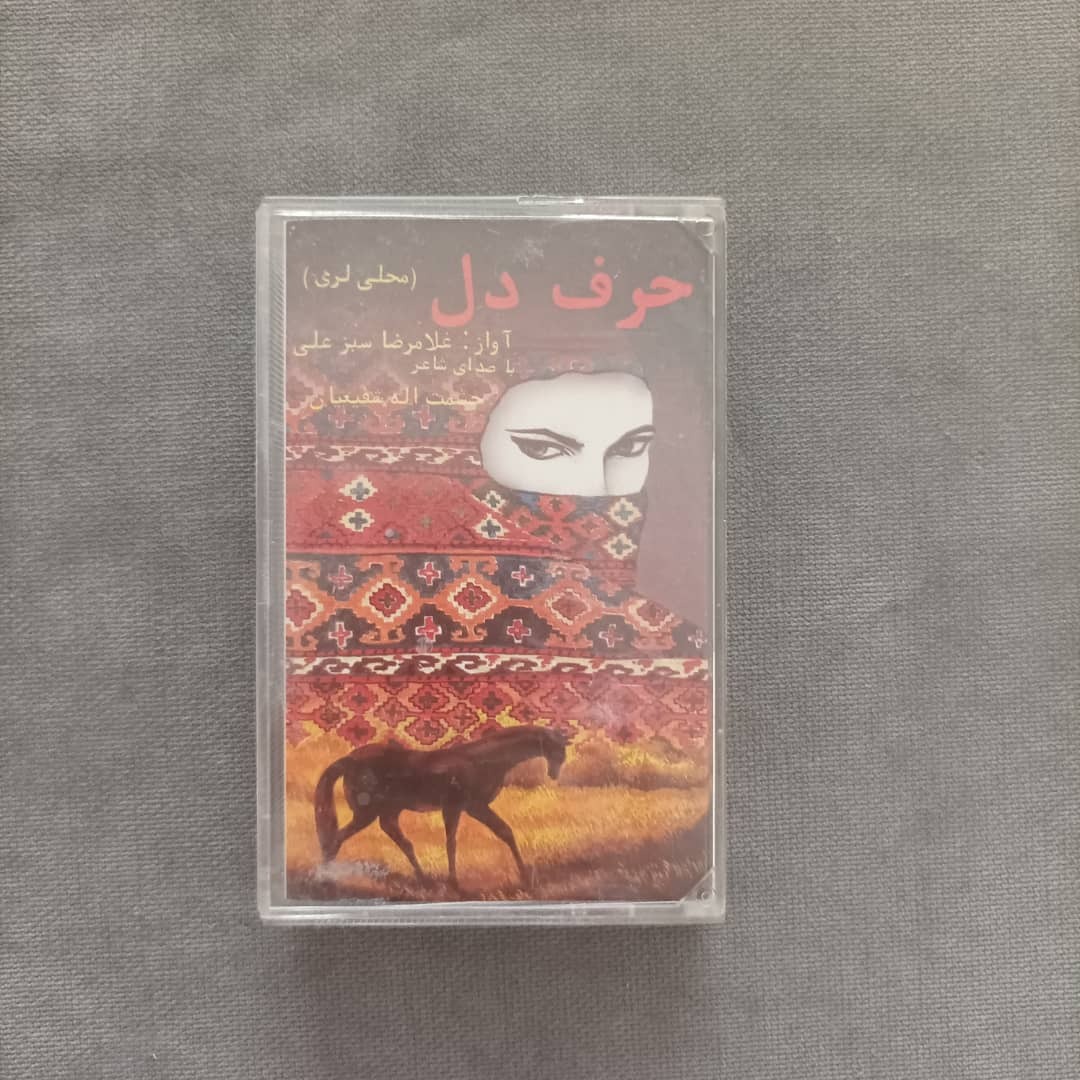 حرف دل
(محلی لری)
آواز: غلامرضا سبز علی
با صدای شاعر
حشمت اله شفیعیان